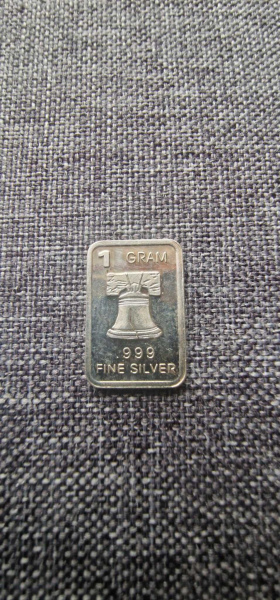 1 GRAM
.999
FINE SILVER